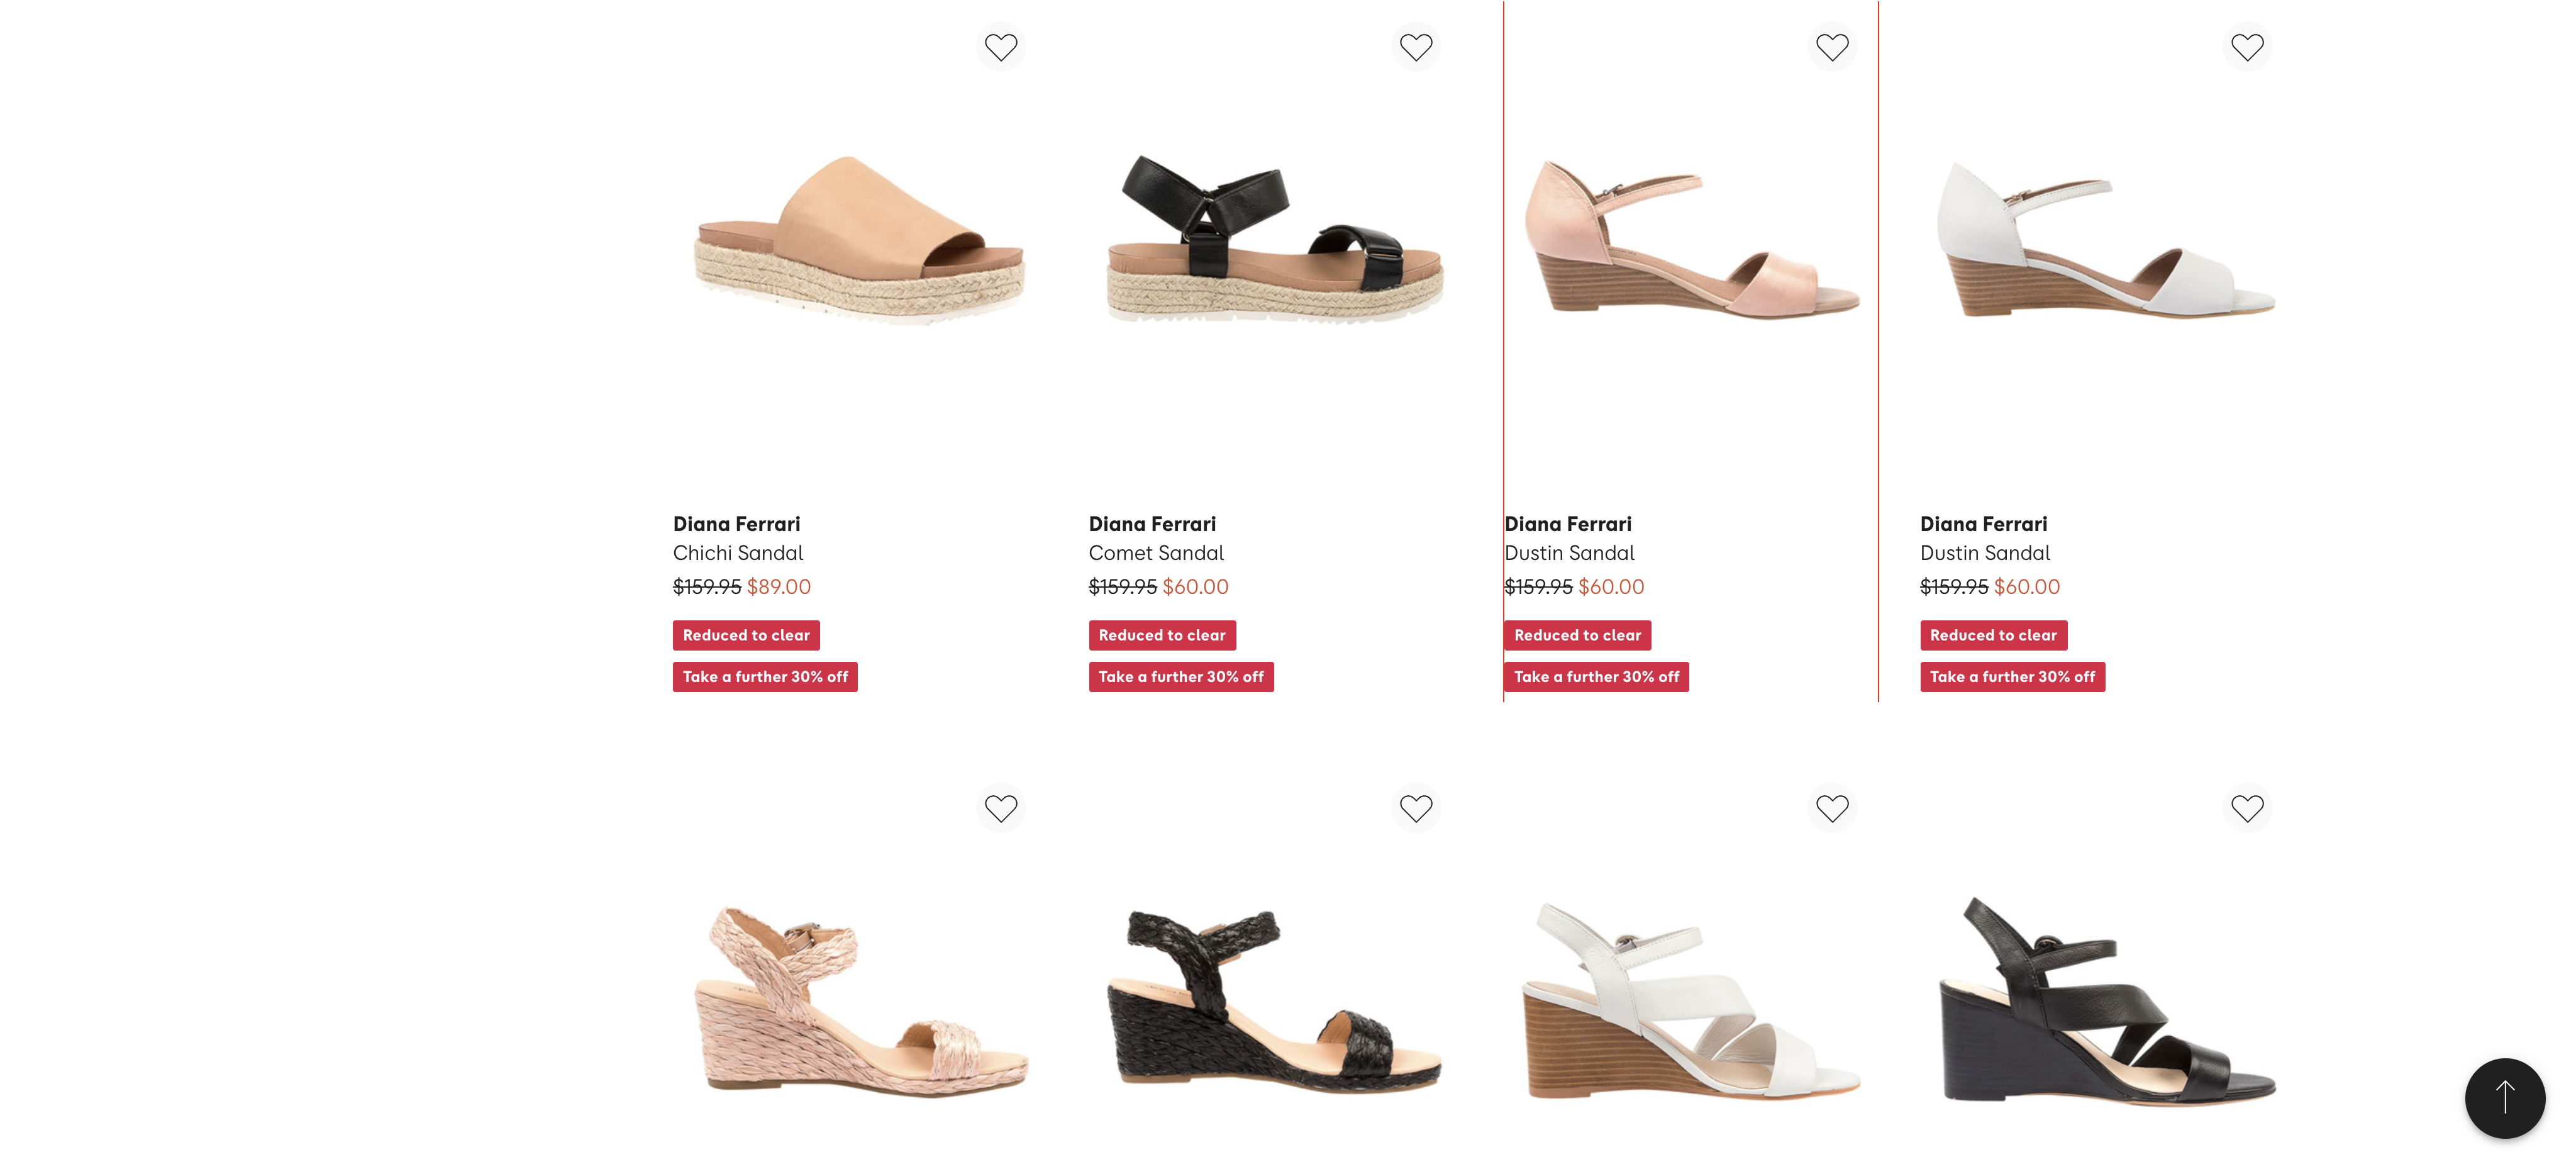 Diana Ferrari
Chichi Sandal
$159.95 $89.00
Reduced to clear
Take a further 30% off
Diana Ferrari
Comet Sandal
$159.95 $60.00
Reduced to clear
Take a further 30% off
Diana Ferrari
Dustin Sandal
$159.95 $60.00
Reduced to clear
Take a further 30% off
Diana Ferrari
Dustin Sandal
$159.95 $60.00
Reduced to clear
Take a further 30% off